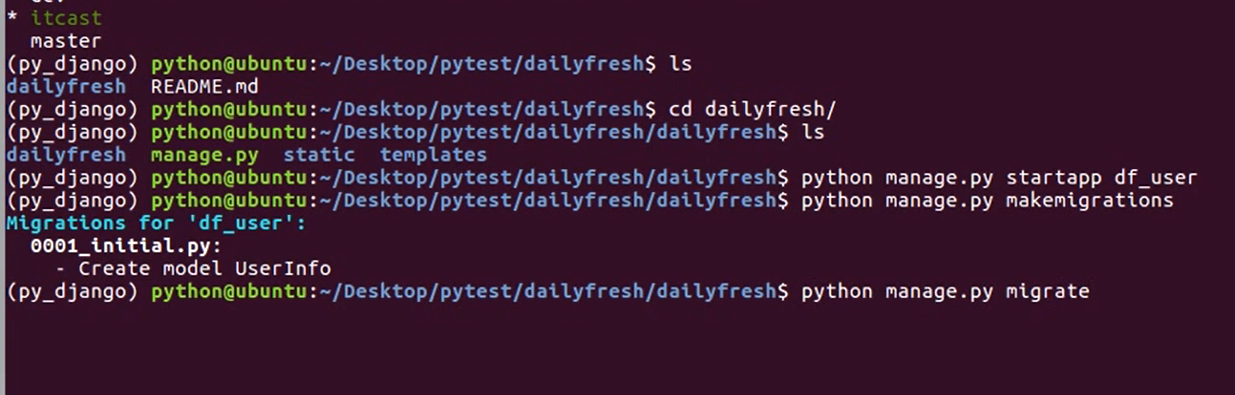 * itcast
master
(py_django) python@ubuntu:~/Desktop/pytest/dailyfresh$ ls
dailyfresh README.md
(py_django) python@ubuntu:~/Desktop/pytest/dailyfresh$ cd dailyfresh/
(py_django) python@ubuntu:~/Desktop/pytest/dailyfresh/dailyfresh$ ls
dailyfresh manage.py static templates
(py_django) python@ubuntu:~/Desktop/pytest/dailyfresh/dailyfresh$ python manage.py startapp df_user
(py_django) python@ubuntu:~/Desktop/pytest/dailyfresh/dailyfresh$ python manage.py makemigrations
Migrations for 'df_user':
0001_initial.py:
- Create model UserInfo
(py_django) python@ubuntu:~/Desktop/pytest/dailyfresh/dailyfresh$ python manage.py migrate